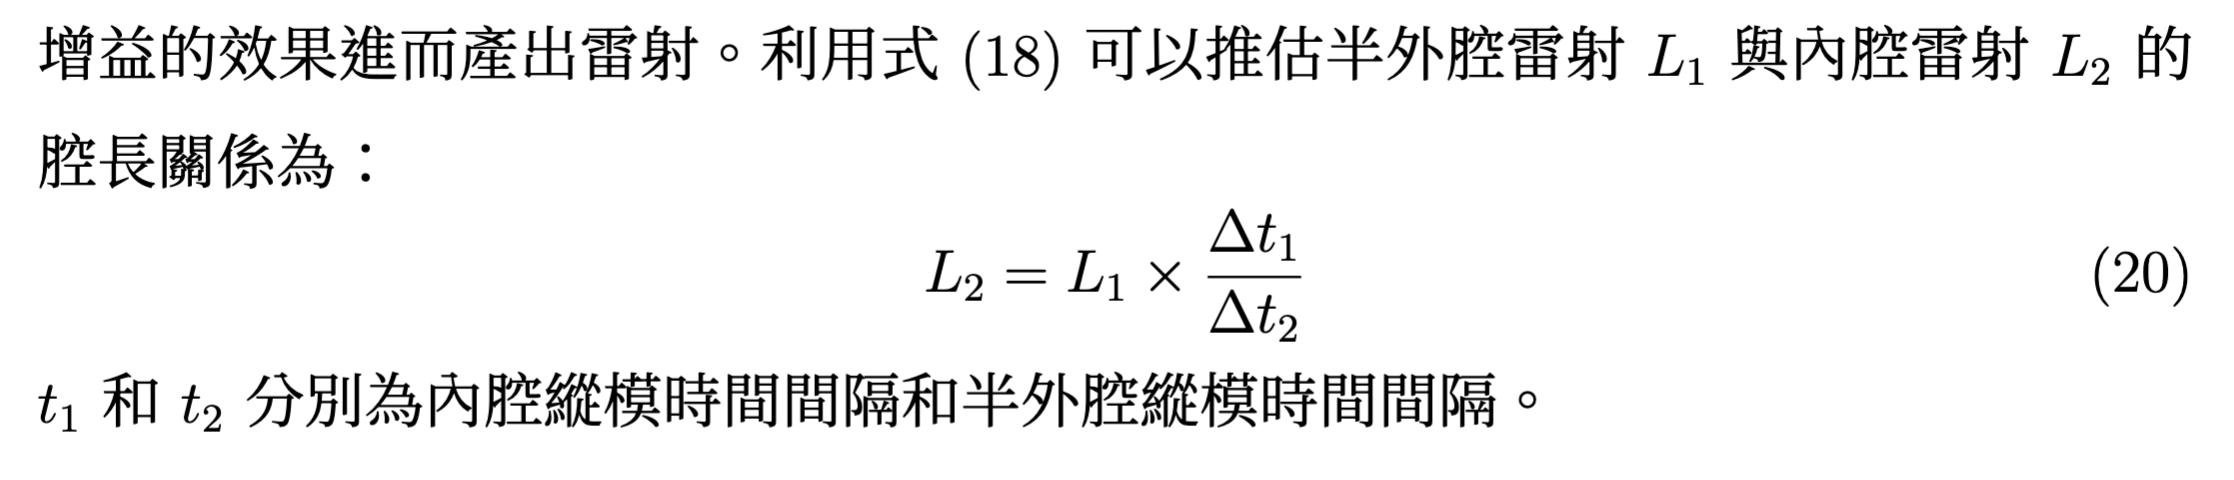 增益的效果進而產出雷射。利用式 (18) 可以推估半外腔雷射 L₁ 與內腔雷射 L₂ 的
腔長關係為：
L₂ = L₁ × Δt₁/Δt₂ (20)
t₁ 和 t₂ 分別為內腔縱模時間間隔和半外腔縱模時間間隔。